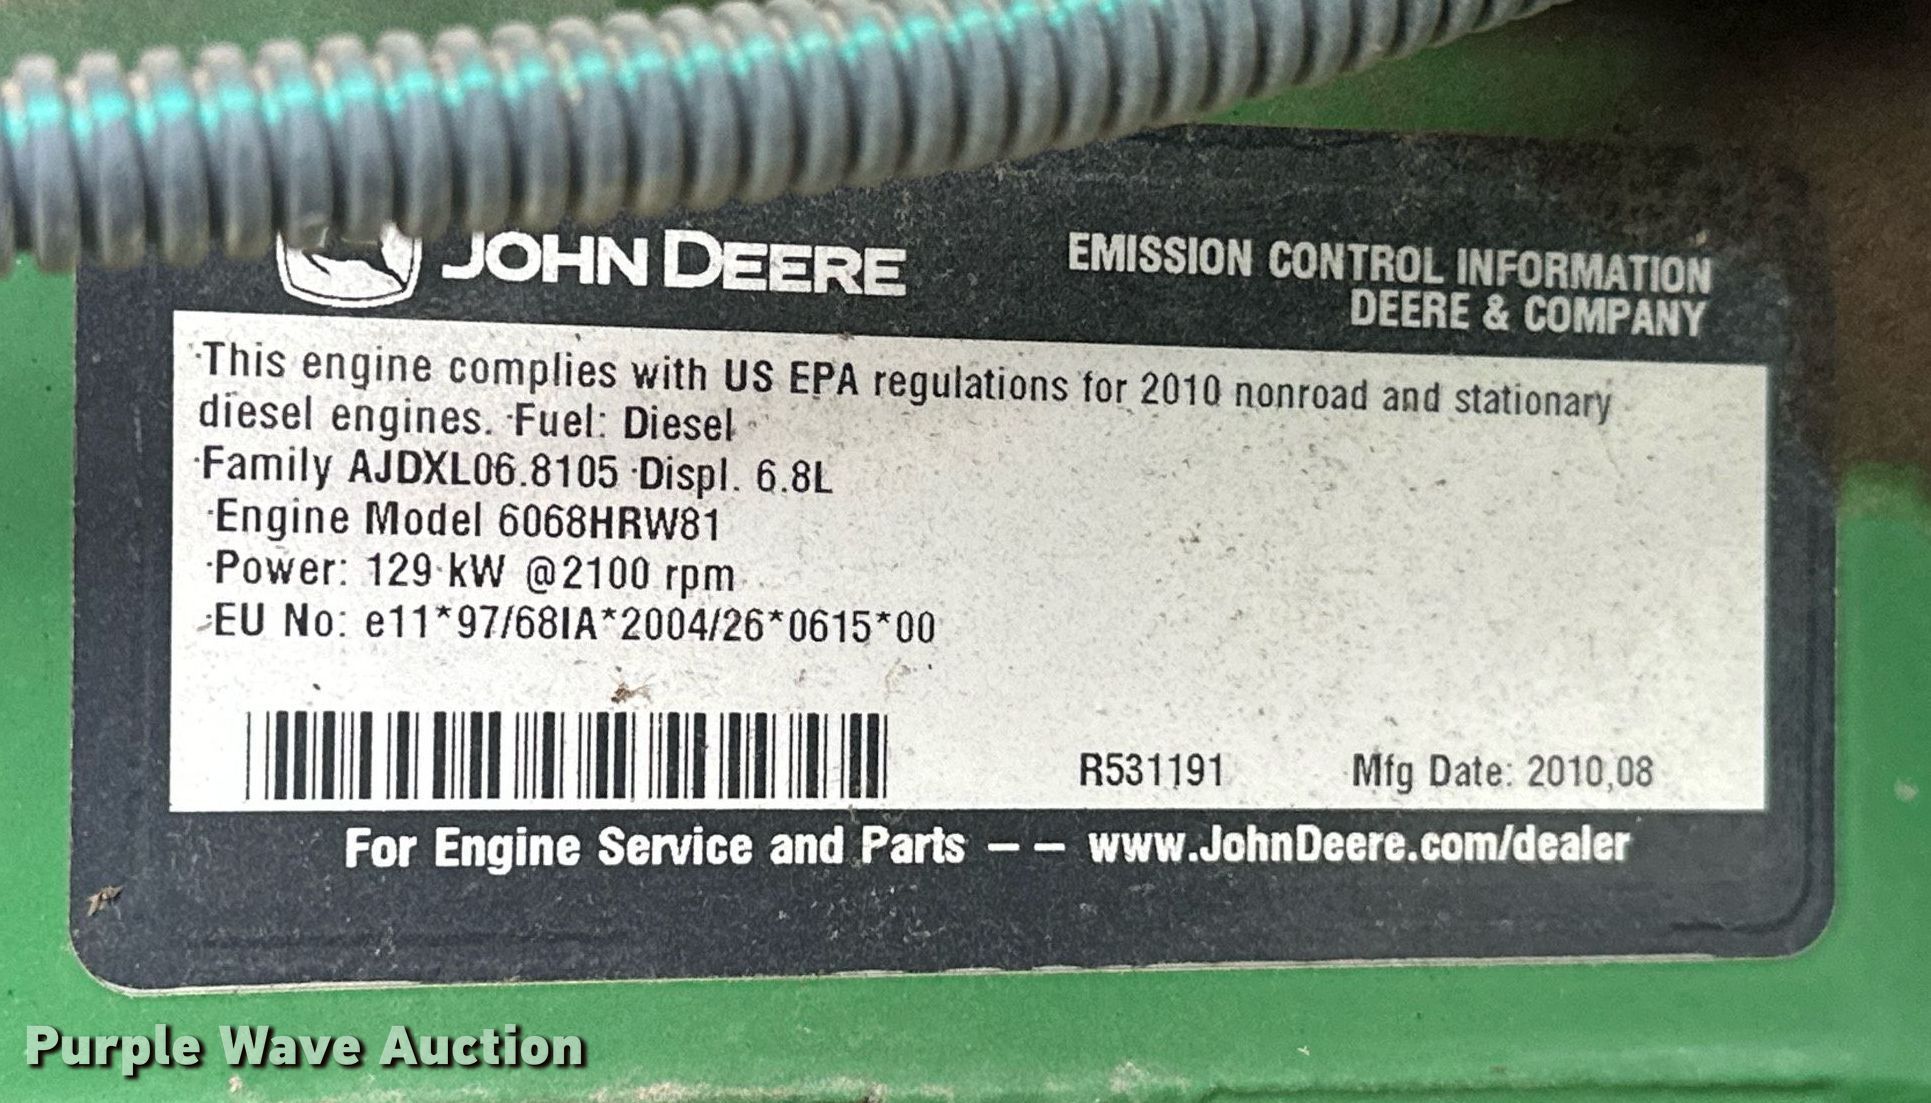 JOHN DEERE
EMISSION CONTROL INFORMATION
DEERE & COMPANY
·This engine complies with US EPA regulations for 2010 nonroad and stationary
diesel engines. ·Fuel: Diesel
·Family AJDXL06.8105 ·Displ. 6.8L
·Engine Model 6068HRW81
·Power: 129 kW @2100 rpm
·EU No: e11*97/68IA*2004/26*0615*00
R531191 Mfg Date: 2010,08
For Engine Service and Parts – – www.JohnDeere.com/dealer
Purple Wave Auction